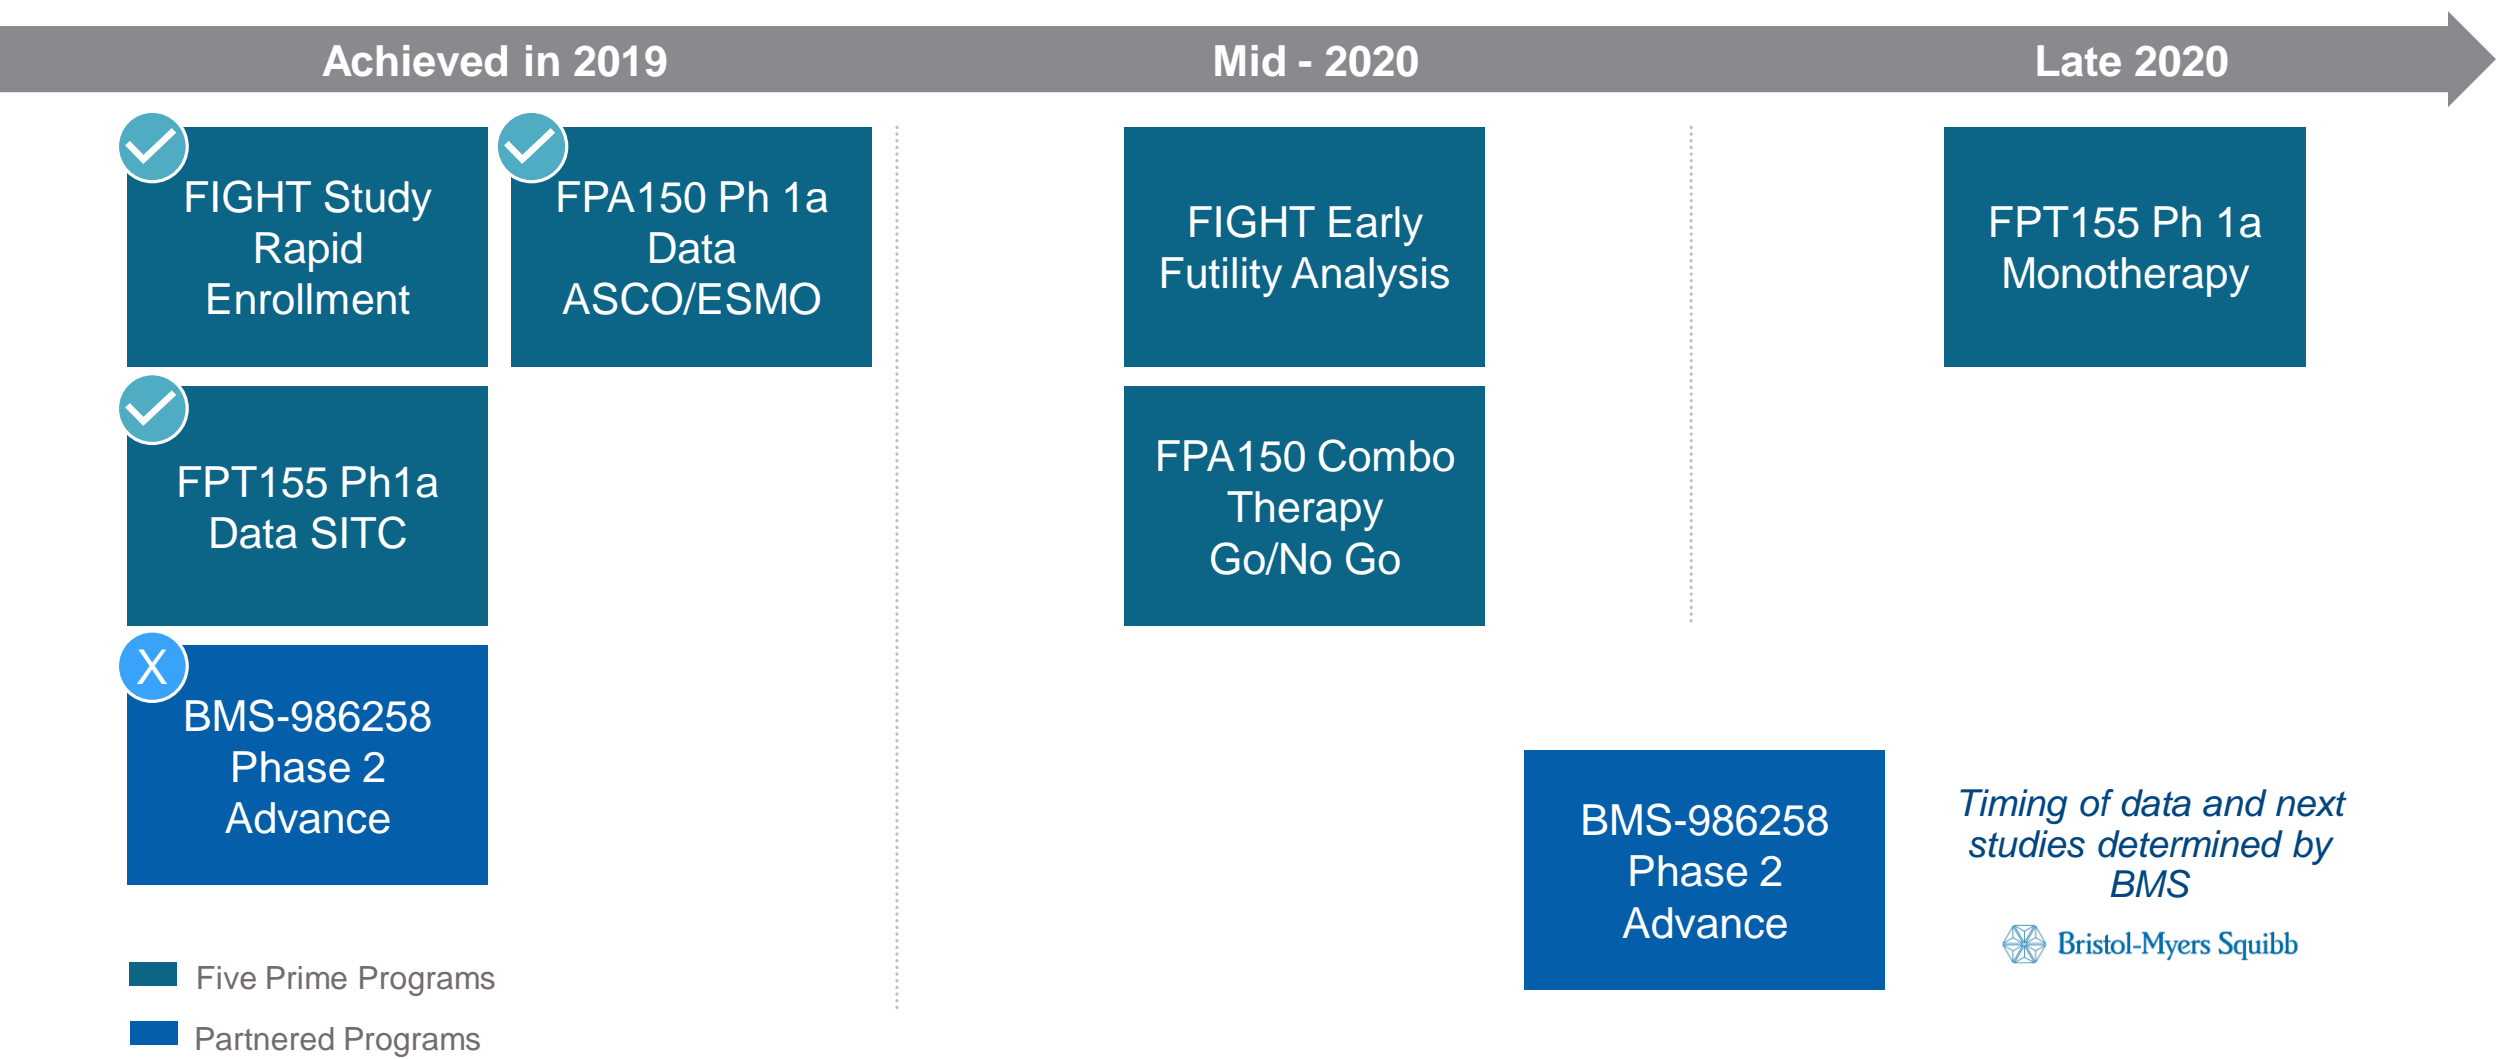 Achieved in 2019
Mid - 2020
Late 2020
FIGHT Study
Rapid
Enrollment
FPA150 Ph 1a
Data
ASCO/ESMO
FIGHT Early
Futility Analysis
FPT155 Ph 1a
Monotherapy
FPT155 Ph1a
Data SITC
FPA150 Combo
Therapy
Go/No Go
X
BMS-986258
Phase 2
Advance
BMS-986258
Phase 2
Advance
Timing of data and next
studies determined by
BMS
Bristol-Myers Squibb
Five Prime Programs
Partnered Programs